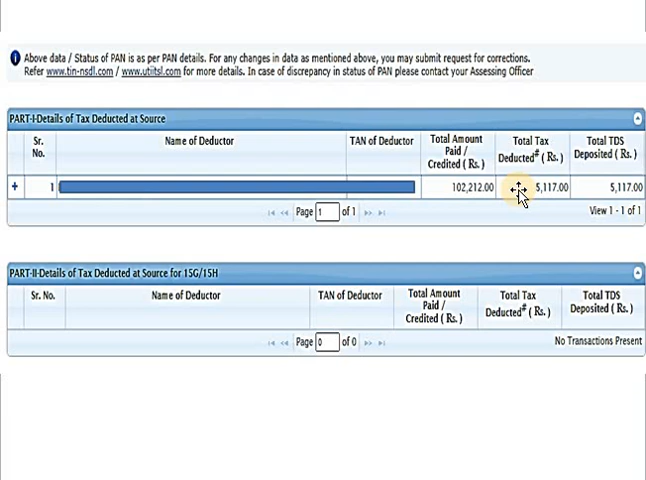 Above data / Status of PAN is as per PAN details. For any changes in data as mentioned above, you may submit request for corrections.
Refer www.tin-nsdl.com / www.utiitsl.com for more details. In case of discrepancy in status of PAN please contact your Assessing Officer
PART-I-Details of Tax Deducted at Source
Sr. No. Name of Deductor TAN of Deductor Total Amount Paid / Credited ( Rs. ) Total Tax Deducted# ( Rs. ) Total TDS Deposited ( Rs. )
+ 1 102,212.00 5,117.00 5,117.00
Page 1 of 1 View 1 - 1 of 1
PART-II-Details of Tax Deducted at Source for 15G/15H
Sr. No. Name of Deductor TAN of Deductor Total Amount Paid / Credited ( Rs. ) Total Tax Deducted# ( Rs. ) Total TDS Deposited ( Rs. )
Page 0 of 0 No Transactions Present